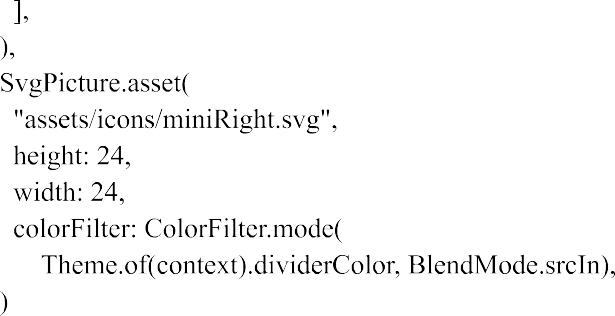 ],
),
SvgPicture.asset(
"assets/icons/miniRight.svg",
height: 24,
width: 24,
colorFilter: ColorFilter.mode(
Theme.of(context).dividerColor, BlendMode.srcIn),
)